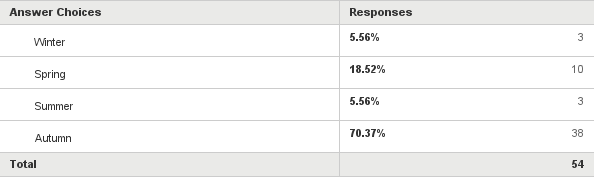 Answer Choices Responses
Winter 5.56% 3
Spring 18.52% 10
Summer 5.56% 3
Autumn 70.37% 38
Total 54